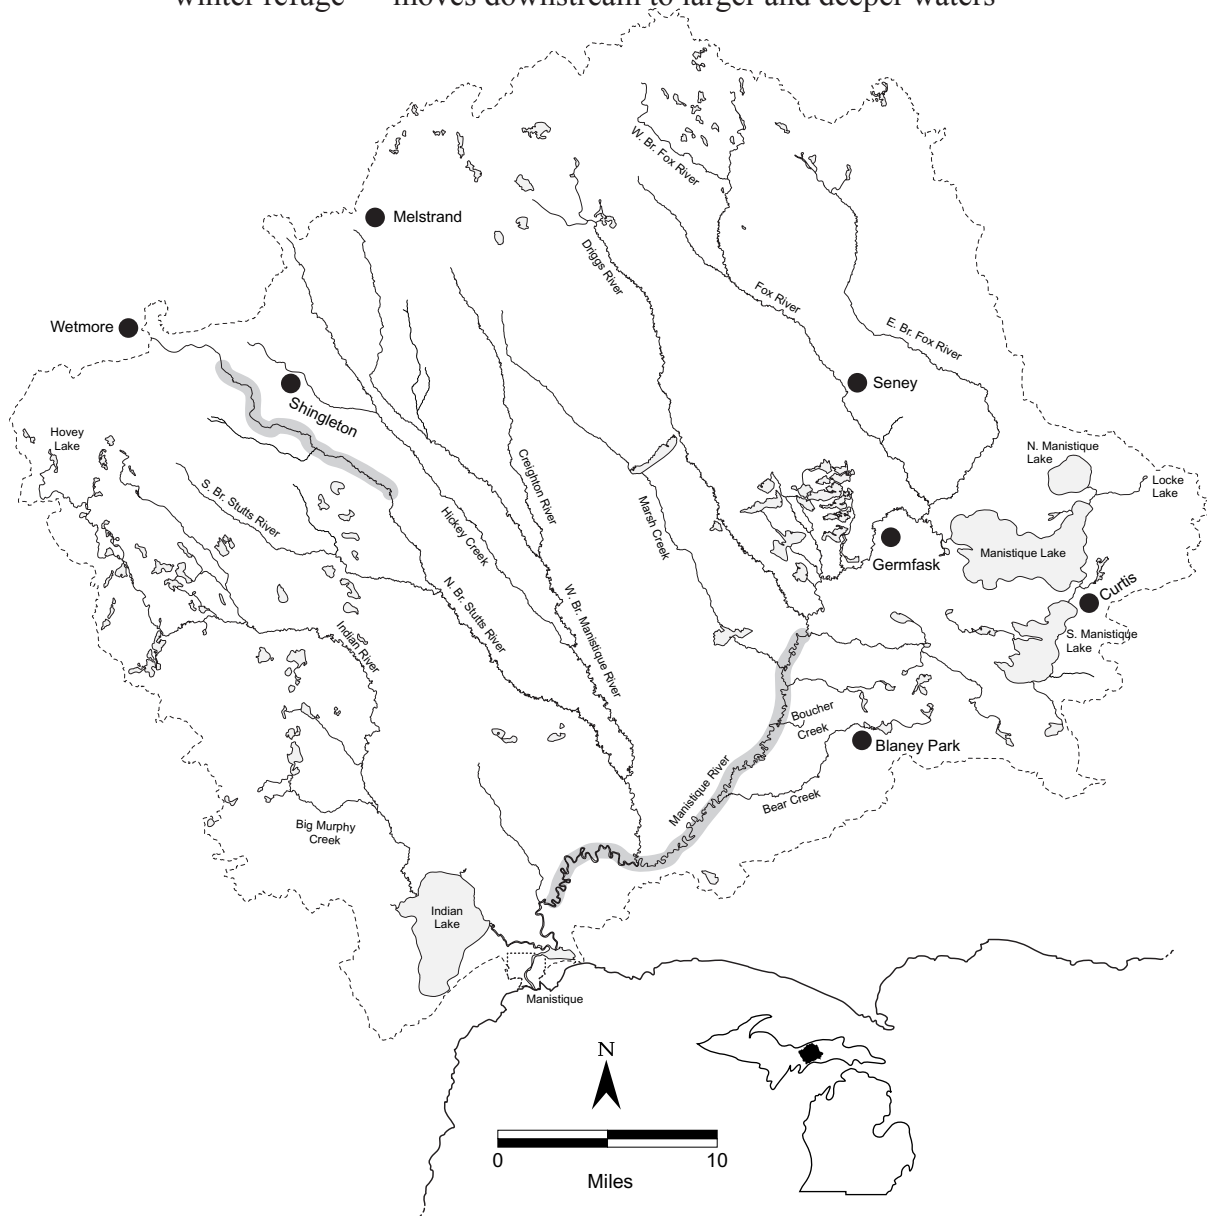 winter refuge — moves downstream to larger and deeper waters
W. Br. Fox River
Melstrand
Driggs River
Fox River
Wetmore
E. Br. Fox River
Seney
Shingleton
Hovey
Lake
N. Manistique
Lake
Locke
Lake
S. Br. Stutts River
Creighton River
Hickey Creek
Marsh Creek
Germfask
Manistique Lake
Curtis
N. Br. Stutts River
W. Br. Manistique River
Indian River
S. Manistique
Lake
Boucher
Creek
Blaney Park
Manistique River
Bear Creek
Big Murphy
Creek
Indian
Lake
Manistique
N
0
10
Miles